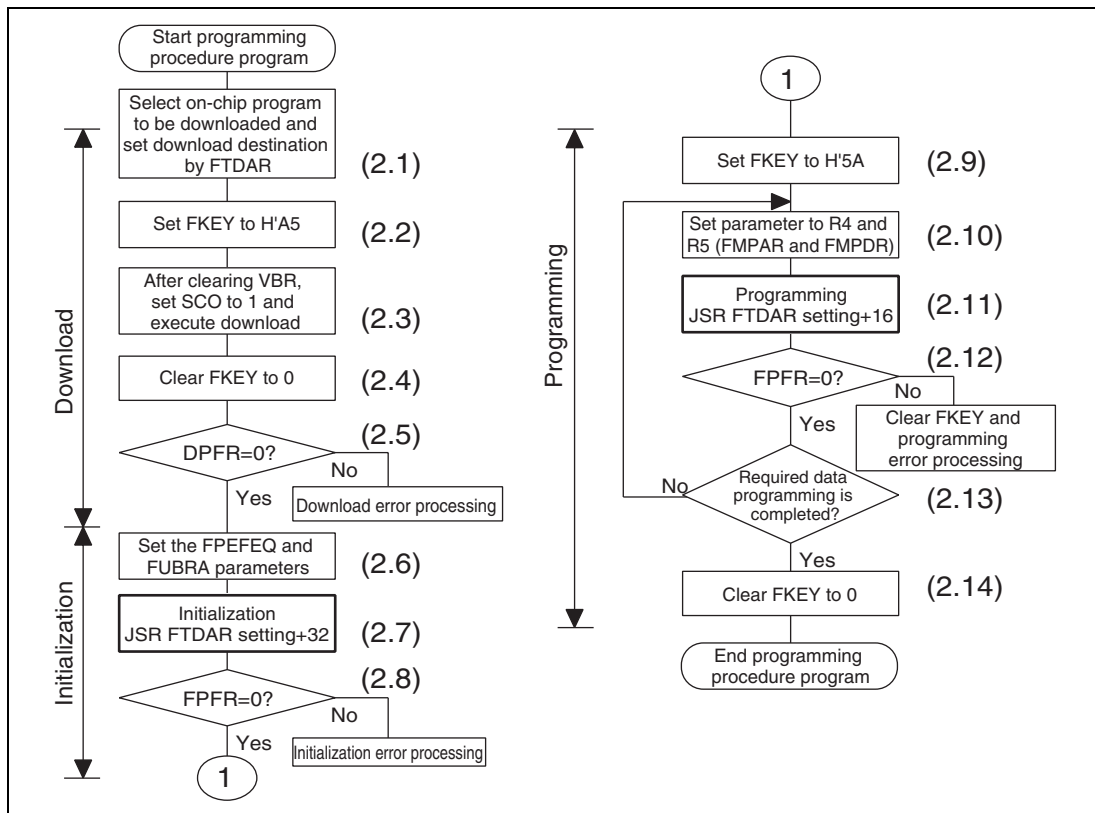 Start programming
procedure program
Select on-chip program
to be downloaded and
set download destination
by FTDAR
(2.1)
Set FKEY to H'A5
(2.2)
After clearing VBR,
set SCO to 1 and
execute download
(2.3)
Clear FKEY to 0
(2.4)
DPFR=0?
(2.5)
No
Yes
Download error processing
Download
Set the FPEFEQ and
FUBRA parameters
(2.6)
Initialization
JSR FTDAR setting+32
(2.7)
FPFR=0?
(2.8)
No
Yes
Initialization error processing
Initialization
1
1
Set FKEY to H'5A
(2.9)
Set parameter to R4 and
R5 (FMPAR and FMPDR)
(2.10)
Programming
JSR FTDAR setting+16
(2.11)
FPFR=0?
(2.12)
No
Yes
Clear FKEY and
programming
error processing
Programming
Required data
programming is
completed?
(2.13)
No
Yes
Clear FKEY to 0
(2.14)
End programming
procedure program